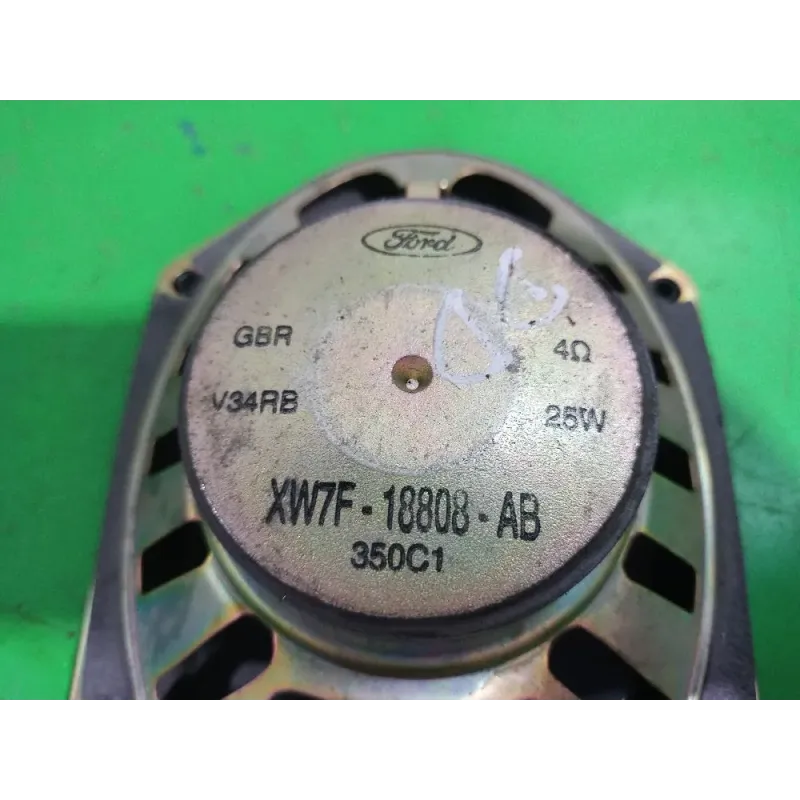 Ford
GBR
4Ω
V34RB
25W
XW7F-18808-AB
350C1